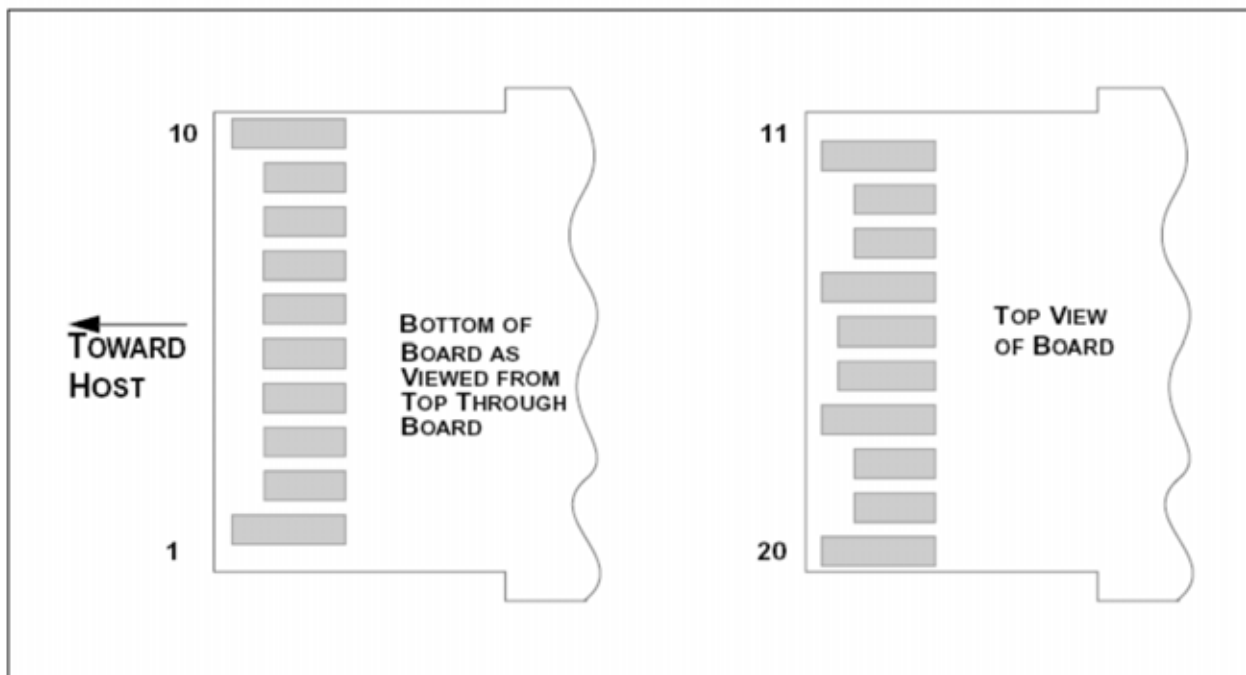 10
11
TOWARD
HOST
BOTTOM OF
BOARD AS
VIEWED FROM
TOP THROUGH
BOARD
TOP VIEW
OF BOARD
1
20